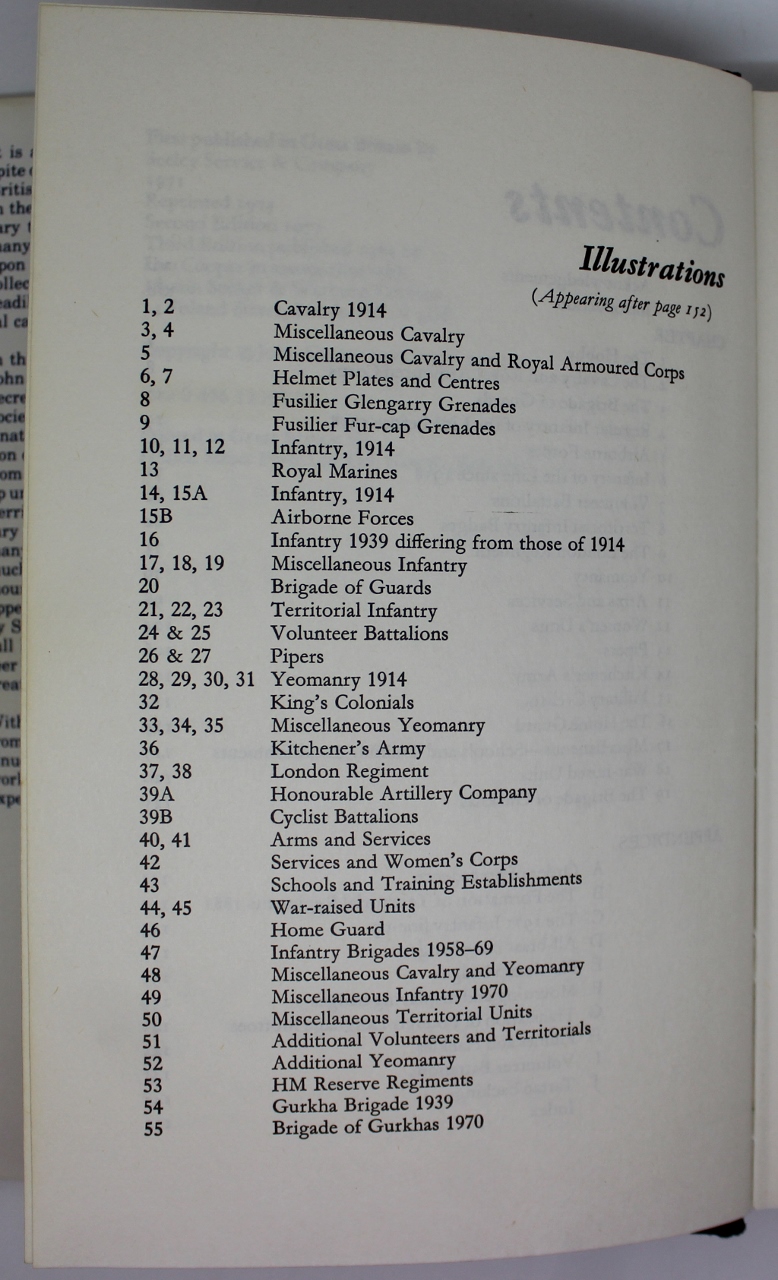 Illustrations
(Appearing after page 152)
1, 2 Cavalry 1914
3, 4 Miscellaneous Cavalry
5 Miscellaneous Cavalry and Royal Armoured Corps
6, 7 Helmet Plates and Centres
8 Fusilier Glengarry Grenades
9 Fusilier Fur-cap Grenades
10, 11, 12 Infantry, 1914
13 Royal Marines
14, 15A Infantry, 1914
15B Airborne Forces
16 Infantry 1939 differing from those of 1914
17, 18, 19 Miscellaneous Infantry
20 Brigade of Guards
21, 22, 23 Territorial Infantry
24 & 25 Volunteer Battalions
26 & 27 Pipers
28, 29, 30, 31 Yeomanry 1914
32 King's Colonials
33, 34, 35 Miscellaneous Yeomanry
36 Kitchener's Army
37, 38 London Regiment
39A Honourable Artillery Company
39B Cyclist Battalions
40, 41 Arms and Services
42 Services and Women's Corps
43 Schools and Training Establishments
44, 45 War-raised Units
46 Home Guard
47 Infantry Brigades 1958–69
48 Miscellaneous Cavalry and Yeomanry
49 Miscellaneous Infantry 1970
50 Miscellaneous Territorial Units
51 Additional Volunteers and Territorials
52 Additional Yeomanry
53 HM Reserve Regiments
54 Gurkha Brigade 1939
55 Brigade of Gurkhas 1970